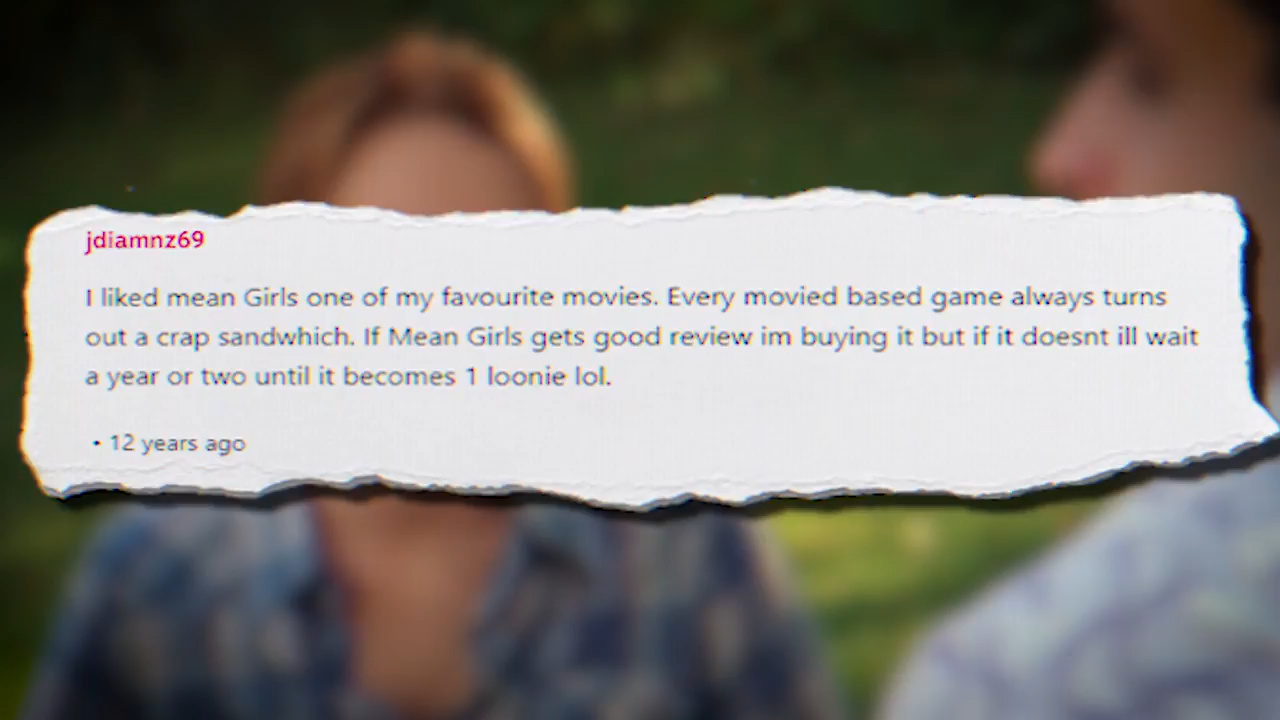 jdiamnz69
I liked mean Girls one of my favourite movies. Every movied based game always turns
out a crap sandwhich. If Mean Girls gets good review im buying it but if it doesnt ill wait
a year or two until it becomes 1 loonie lol.
• 12 years ago